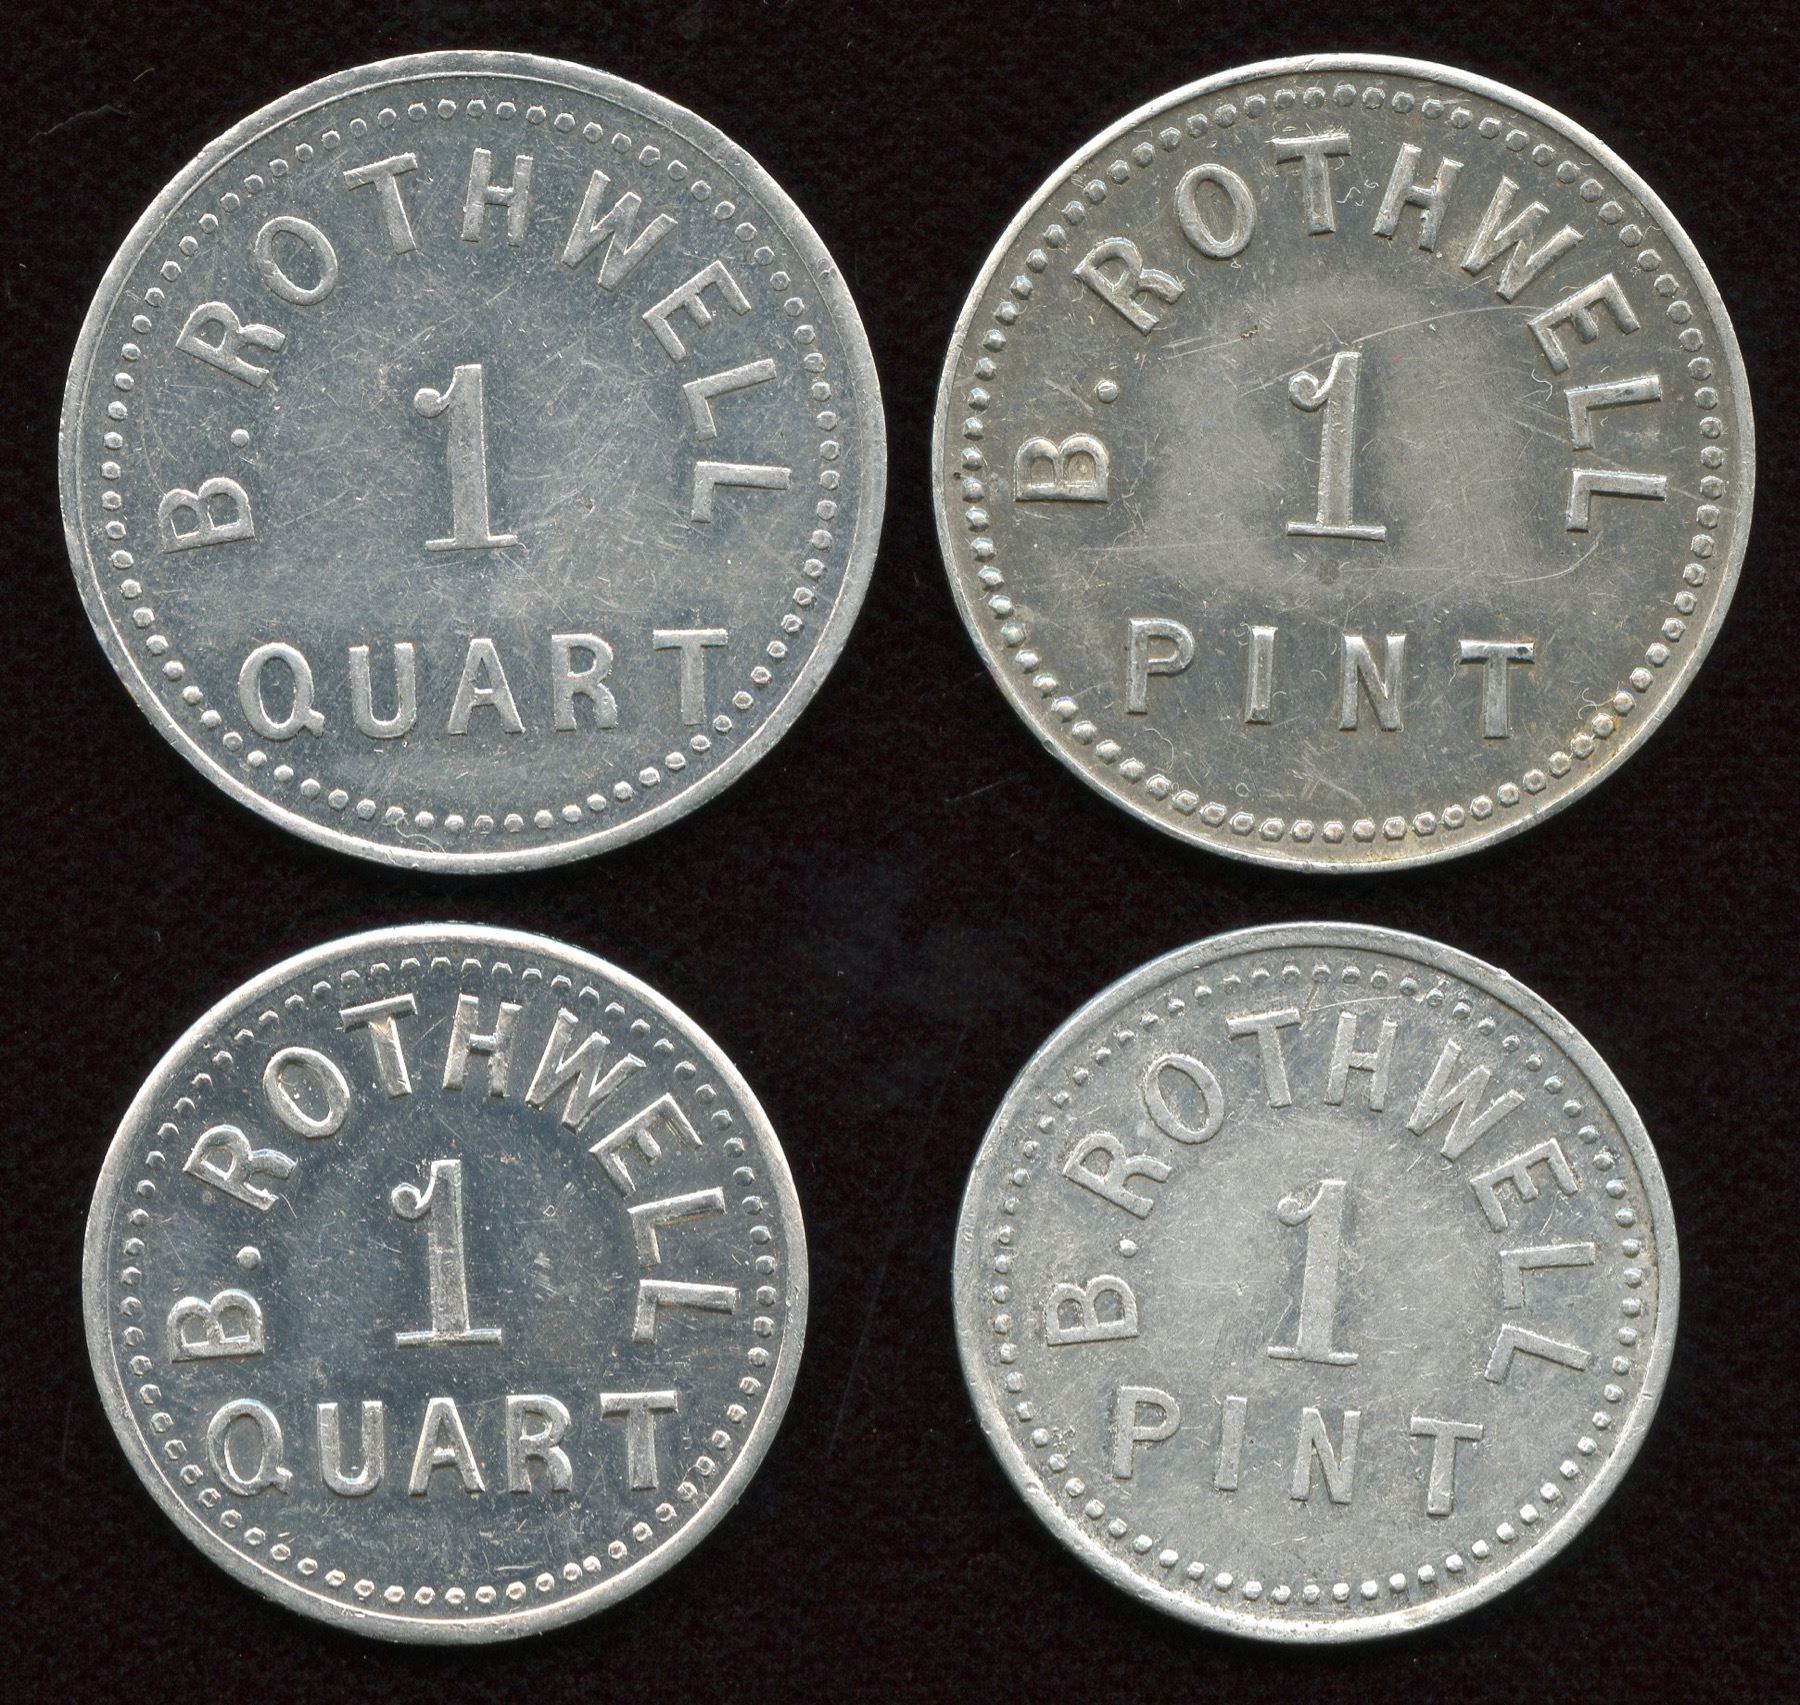 B. ROTHWELL
1
QUART
B. ROTHWELL
1
PINT
B. ROTHWELL
1
QUART
B. ROTHWELL
1
PINT